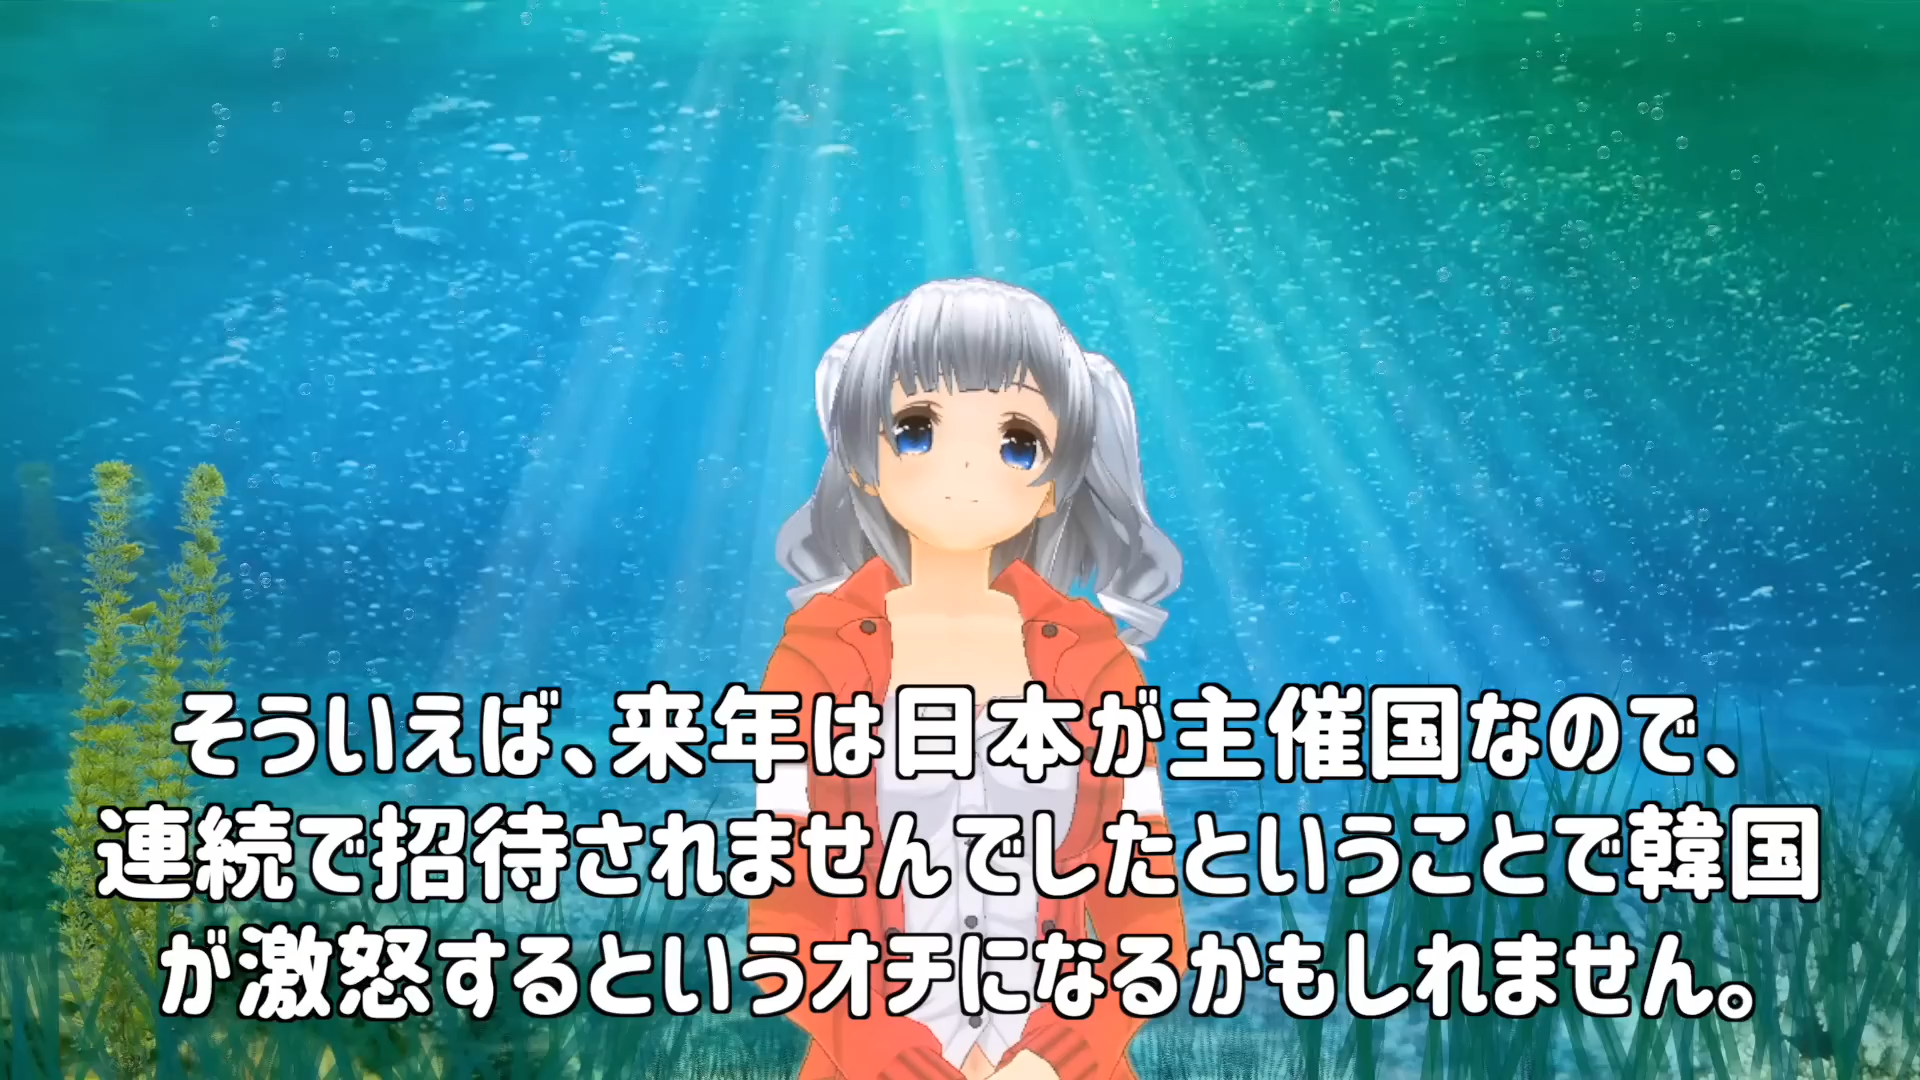 そういえば、来年は日本が主催国なので、
連続で招待されませんでしたということで韓国
が激怒するというオチになるかもしれません。